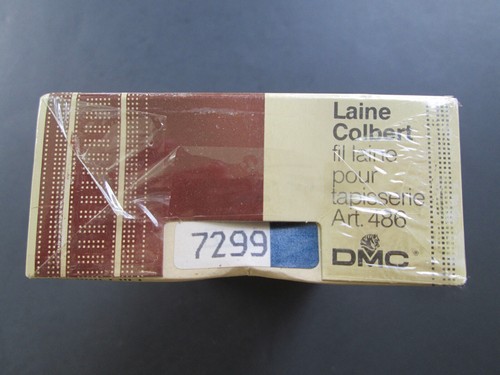 Laine
Colbert
fil laine
pour
tapisserie
Art. 486
7299
DMC®